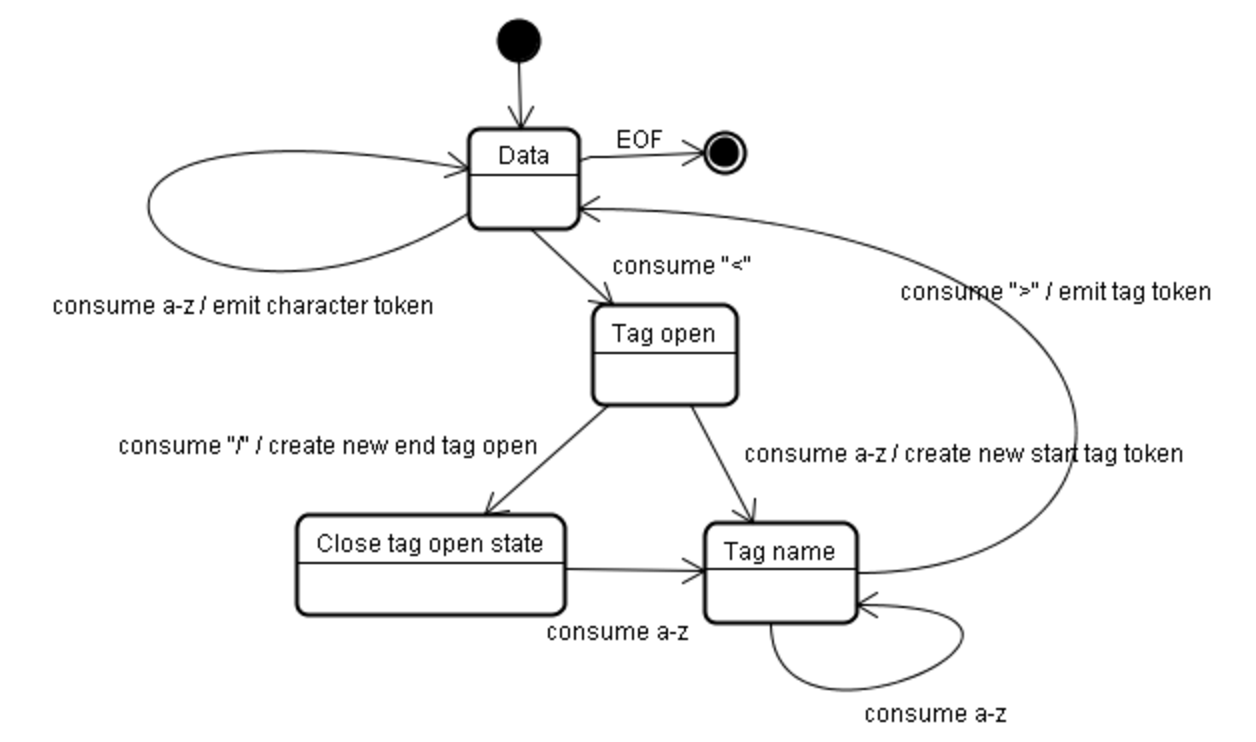 EOF
Data
consume "<"
consume ">" / emit tag token
consume a-z / emit character token
Tag open
consume "/" / create new end tag open
consume a-z / create new start tag token
Close tag open state
Tag name
consume a-z
consume a-z